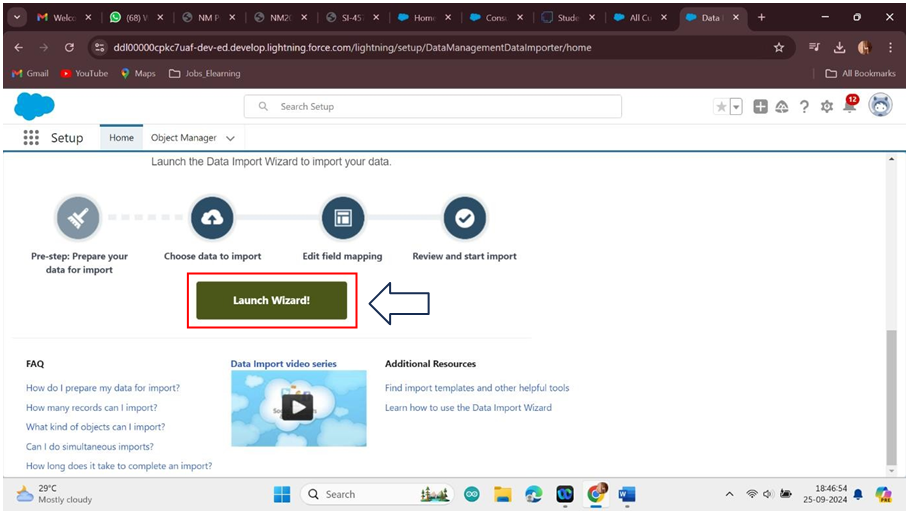 Welco
(68) W
NM P
NM20
SI-457
Home
Consu
Stude
All Cu
Data I
ddl00000cpkc7uaf-dev-ed.develop.lightning.force.com/lightning/setup/DataManagementDataImporter/home
Gmail
YouTube
Maps
Jobs_Elearning
All Bookmarks
Search Setup
12
Setup
Home
Object Manager
Launch the Data Import Wizard to import your data.
Pre-step: Prepare your
data for import
Choose data to import
Edit field mapping
Review and start import
Launch Wizard!
FAQ
How do I prepare my data for import?
How many records can I import?
What kind of objects can I import?
Can I do simultaneous imports?
How long does it take to complete an import?
Data Import video series
Additional Resources
Find import templates and other helpful tools
Learn how to use the Data Import Wizard
29°C
Mostly cloudy
Search
18:46:54
25-09-2024